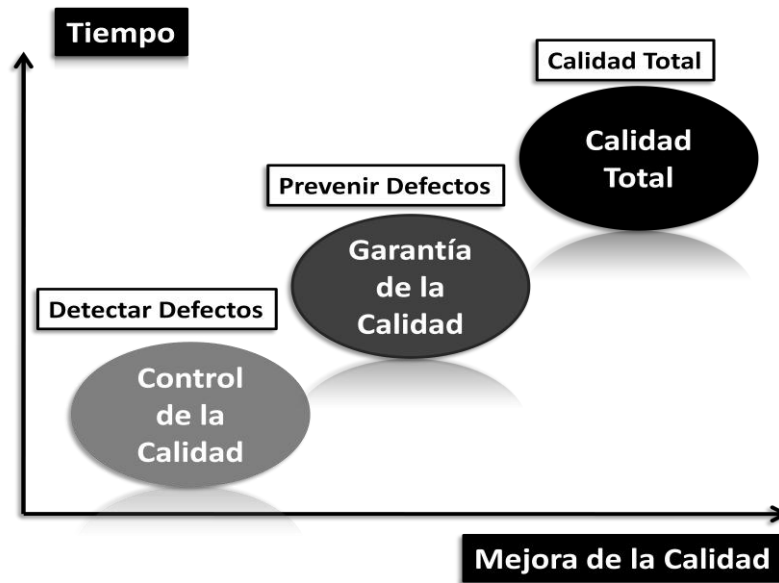 Tiempo
Calidad Total
Calidad
Total
Prevenir Defectos
Garantía
de la
Calidad
Detectar Defectos
Control
de la
Calidad
Mejora de la Calidad